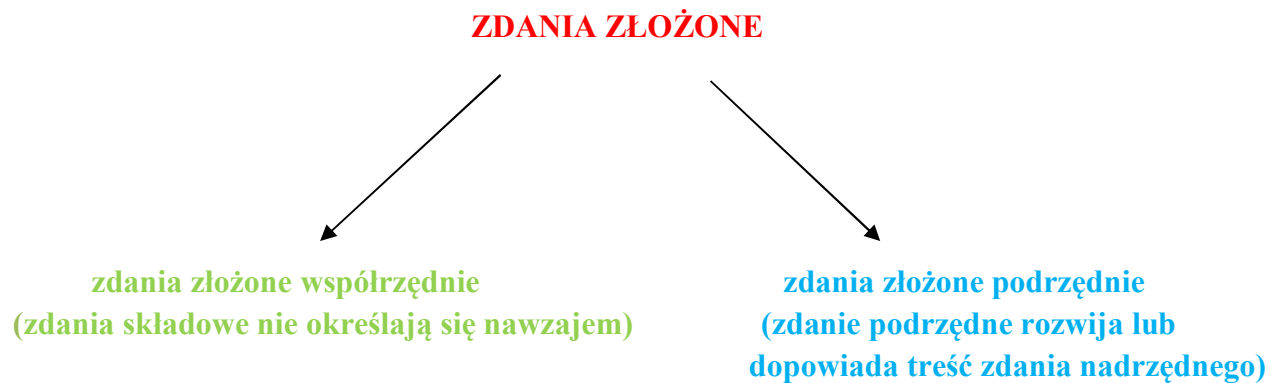 ZDANIA ZŁOŻONE
zdania złożone współrzędnie
(zdania składowe nie określają się nawzajem)
zdania złożone podrzędnie
(zdanie podrzędne rozwija lub
dopowiada treść zdania nadrzędnego)